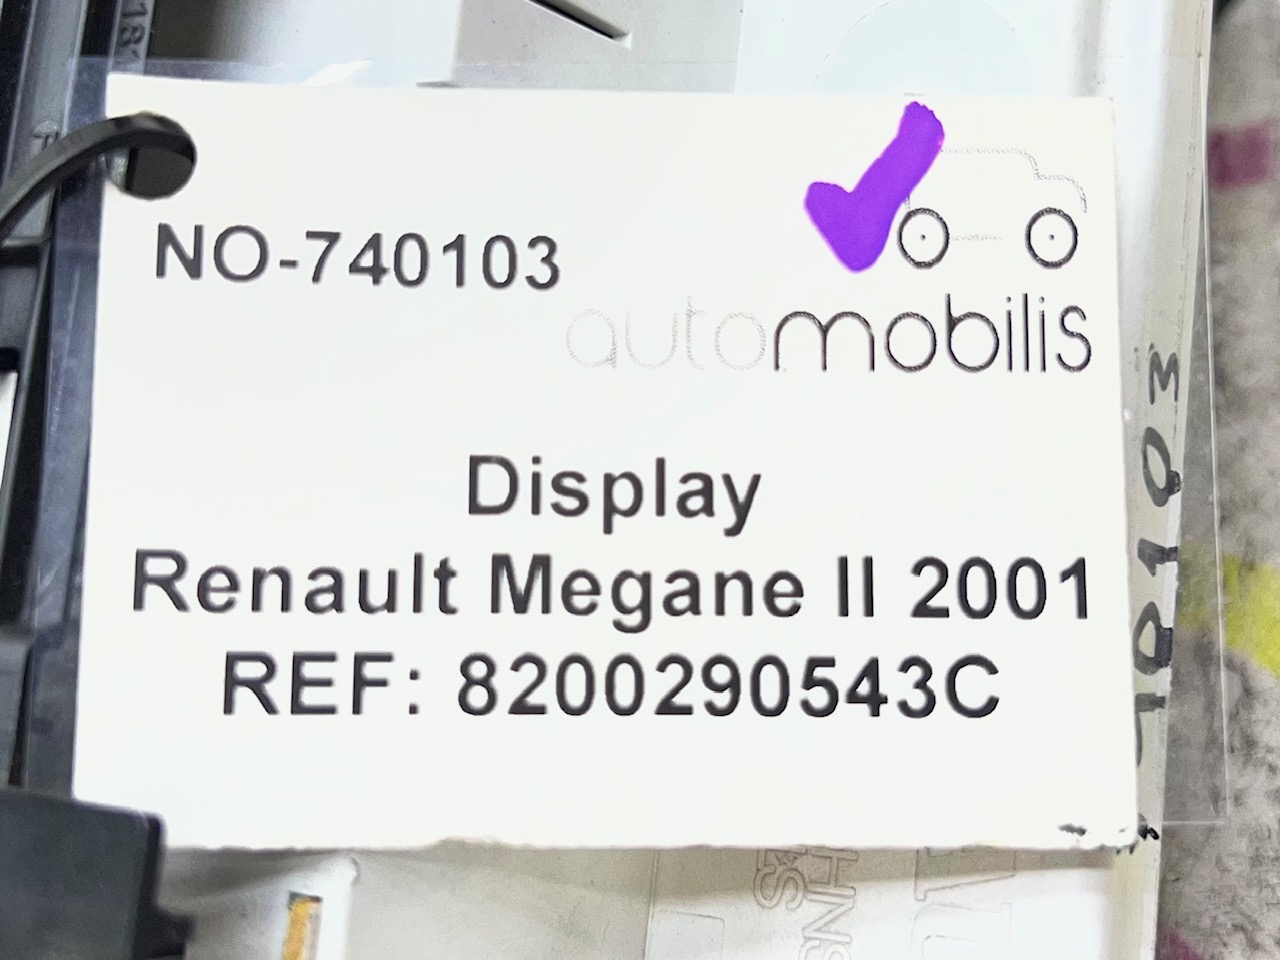 NO-740103
automobilis
Display
Renault Megane II 2001
REF: 8200290543C